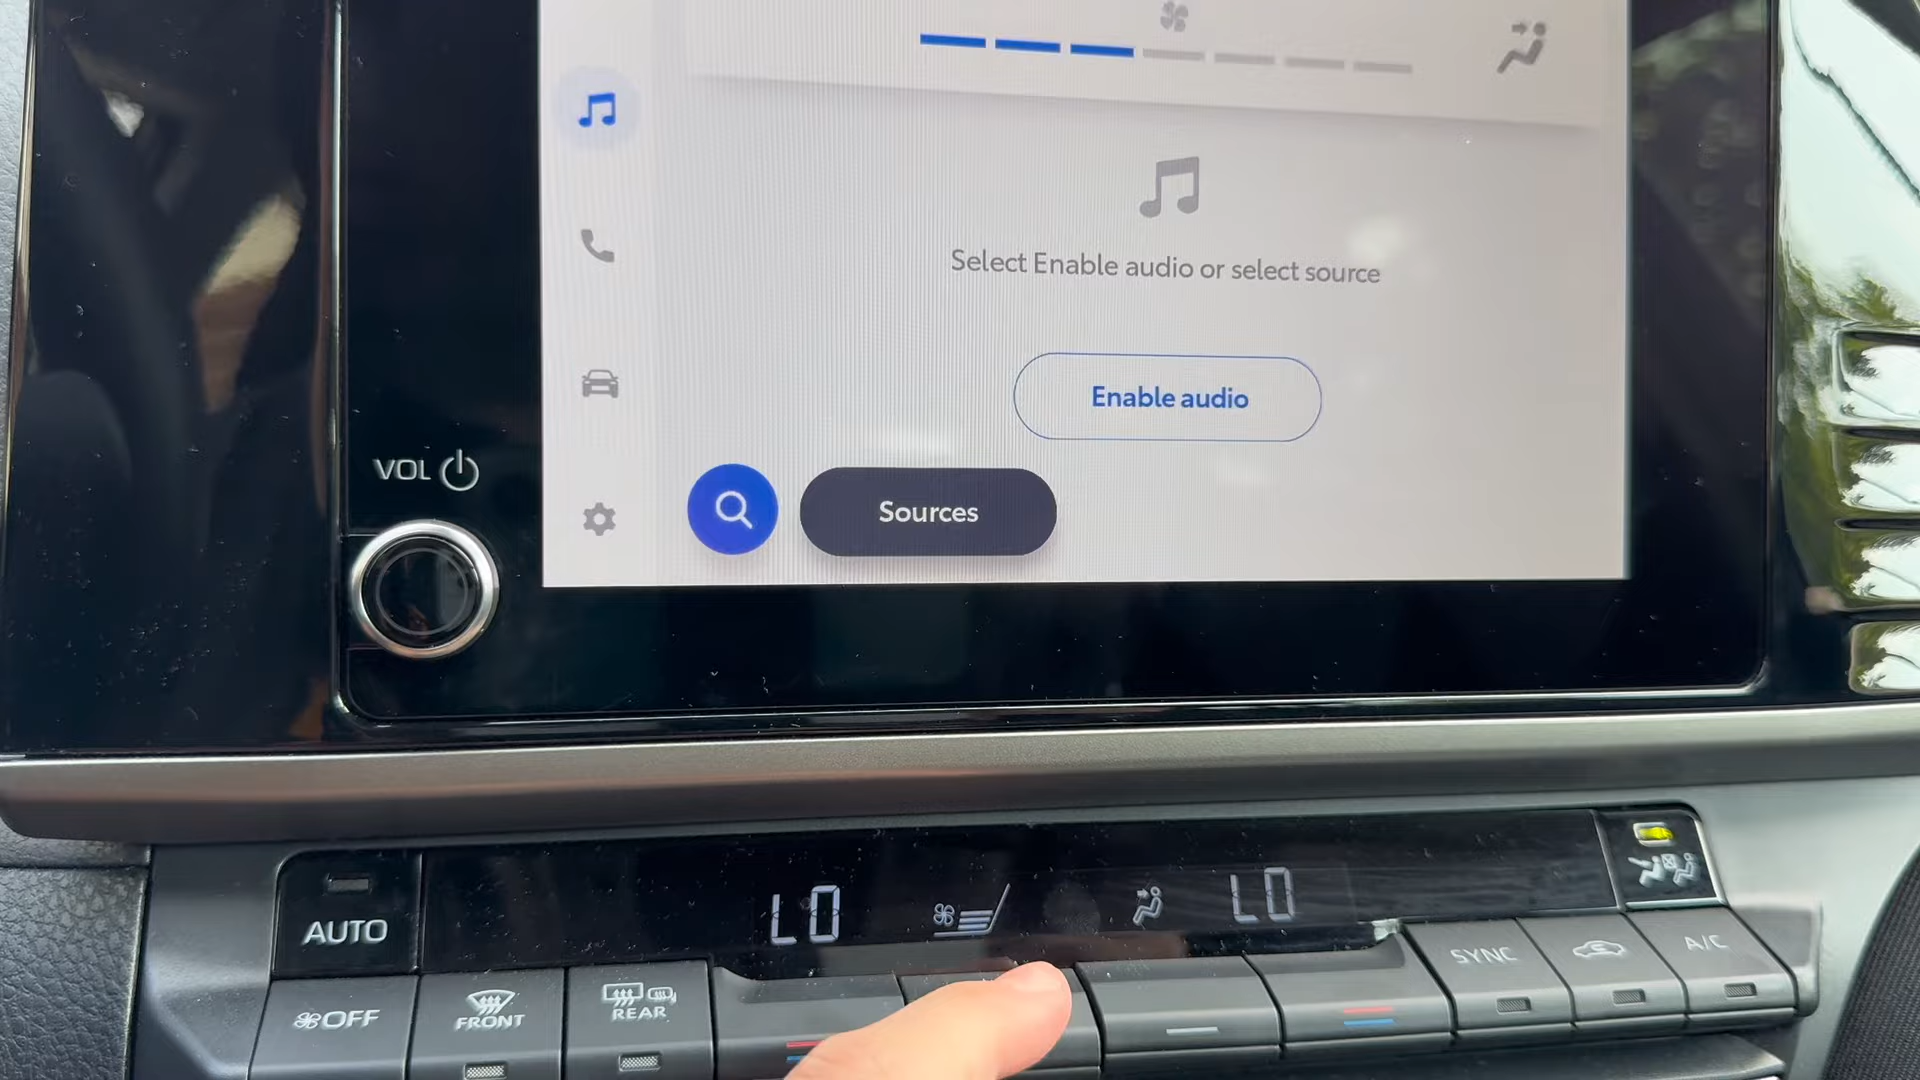 Select Enable audio or select source
Enable audio
VOL
Sources
LO
LO
AUTO
SYNC
A/C
OFF
FRONT
REAR